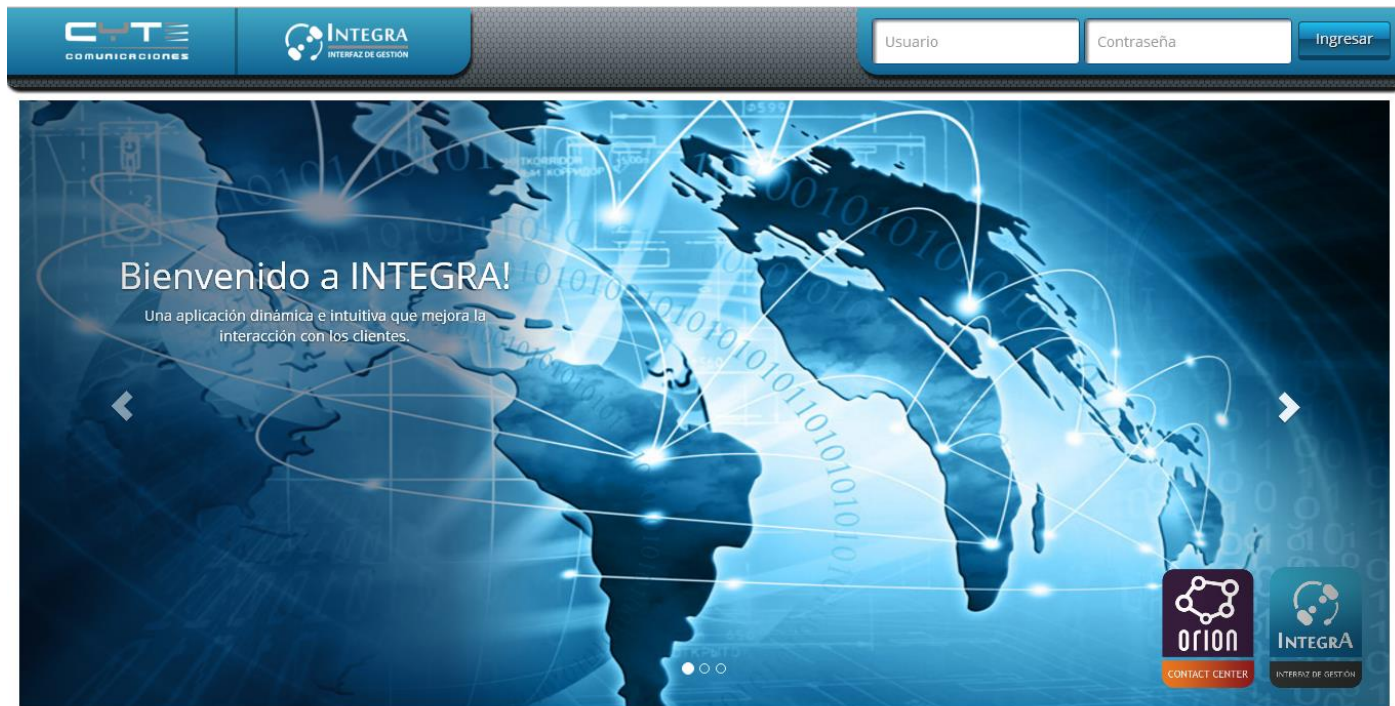 CYTE
COMUNICACIONES
INTEGRA
INTERFAZ DE GESTIÓN
Usuario
Contraseña
Ingresar
Bienvenido a INTEGRA!
Una aplicación dinámica e intuitiva que mejora la
interacción con los clientes.
orion
CONTACT CENTER
INTEGRA
INTERFAZ DE GESTIÓN